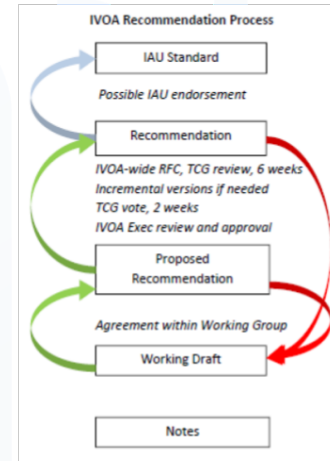 IVOA Recommendation Process
IAU Standard
Possible IAU endorsement
Recommendation
IVOA-wide RFC, TCG review, 6 weeks
Incremental versions if needed
TCG vote, 2 weeks
IVOA Exec review and approval
Proposed
Recommendation
Agreement within Working Group
Working Draft
Notes